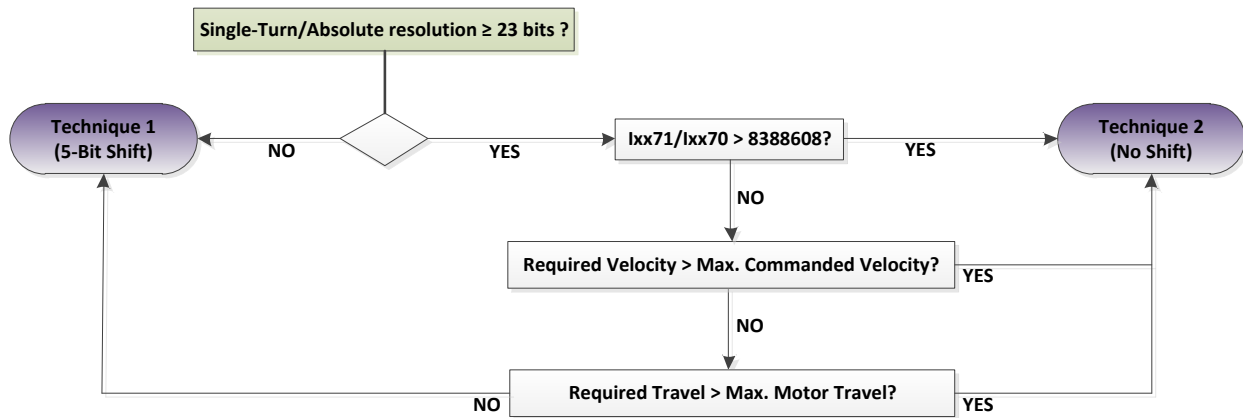 Single-Turn/Absolute resolution ≥ 23 bits ?
Technique 1
(5-Bit Shift)
NO
YES
Ixx71/Ixx70 > 8388608?
YES
Technique 2
(No Shift)
NO
Required Velocity > Max. Commanded Velocity?
YES
NO
Required Travel > Max. Motor Travel?
NO
YES